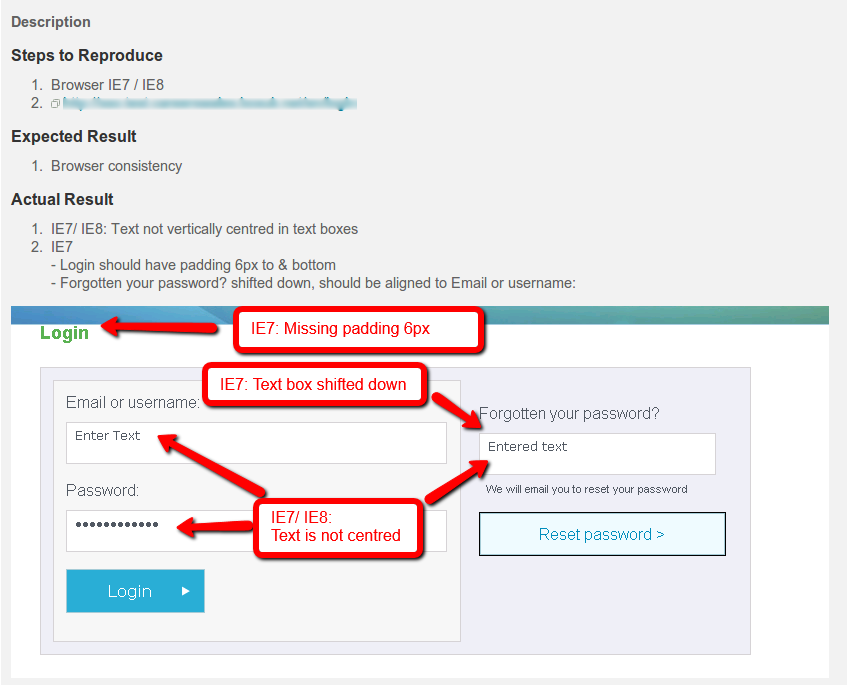 Description
Steps to Reproduce
1. Browser IE7 / IE8
2.
Expected Result
1. Browser consistency
Actual Result
1. IE7/ IE8: Text not vertically centred in text boxes
2. IE7
- Login should have padding 6px to & bottom
- Forgotten your password? shifted down, should be aligned to Email or username:
Login
IE7: Missing padding 6px
IE7: Text box shifted down
Email or username:
Forgotten your password?
Enter Text
Entered text
Password:
We will email you to reset your password
IE7/ IE8:
Text is not centred
••••••••••••
Reset password >
Login